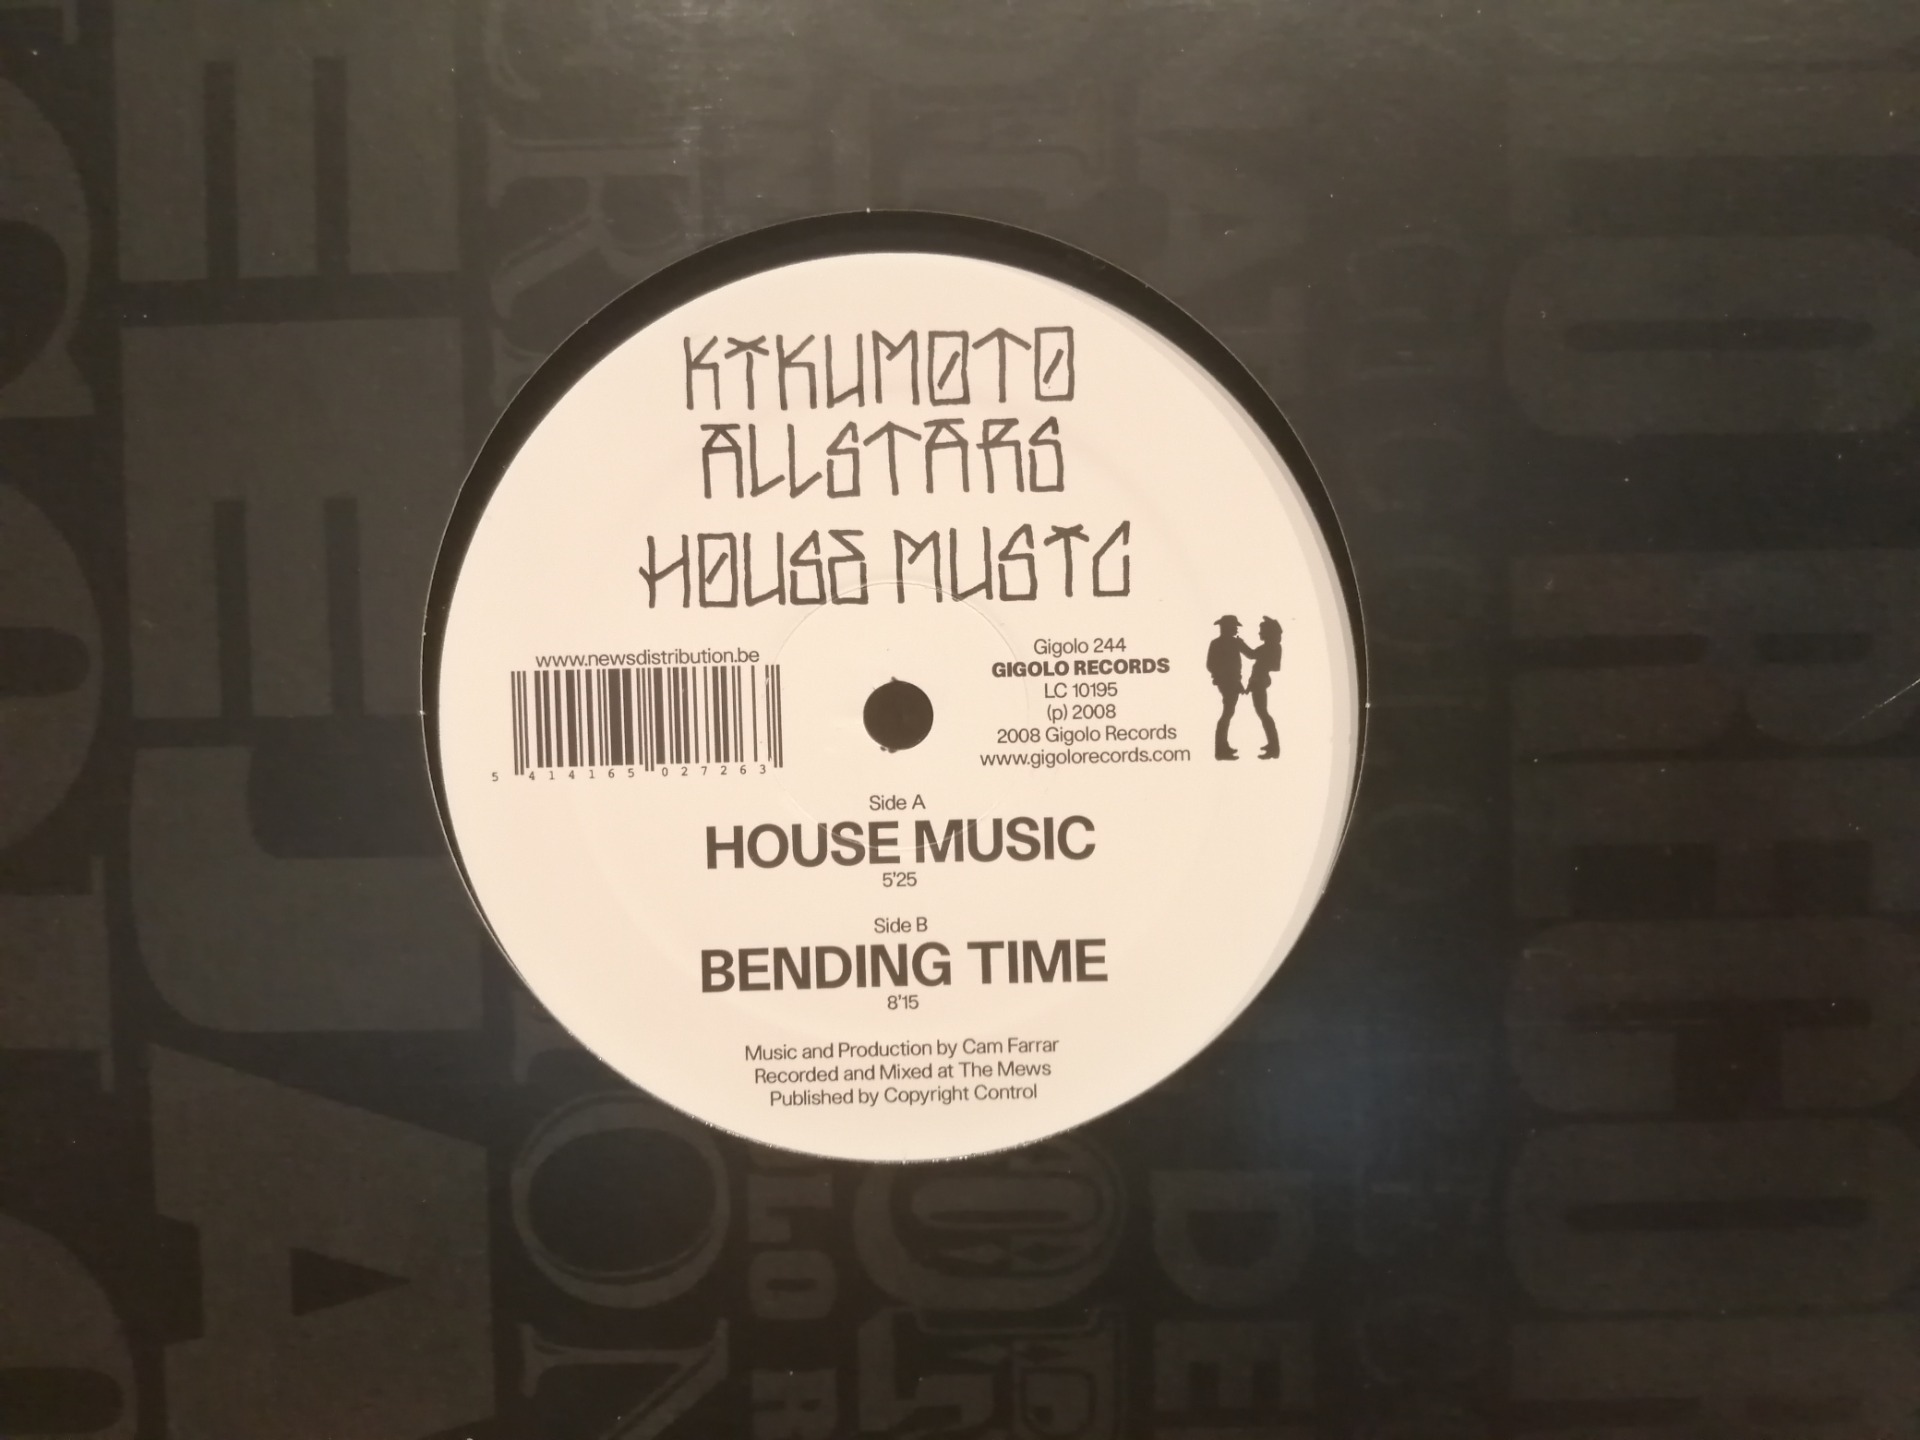 KIKUMOTO
ALLSTARS
HOUSE MUSIC
www.newsdistribution.be
5 414165 027263
Gigolo 244
GIGOLO RECORDS
LC 10195
(p) 2008
2008 Gigolo Records
www.gigolorecords.com
Side A
HOUSE MUSIC
5'25
Side B
BENDING TIME
8'15
Music and Production by Cam Farrar
Recorded and Mixed at The Mews
Published by Copyright Control